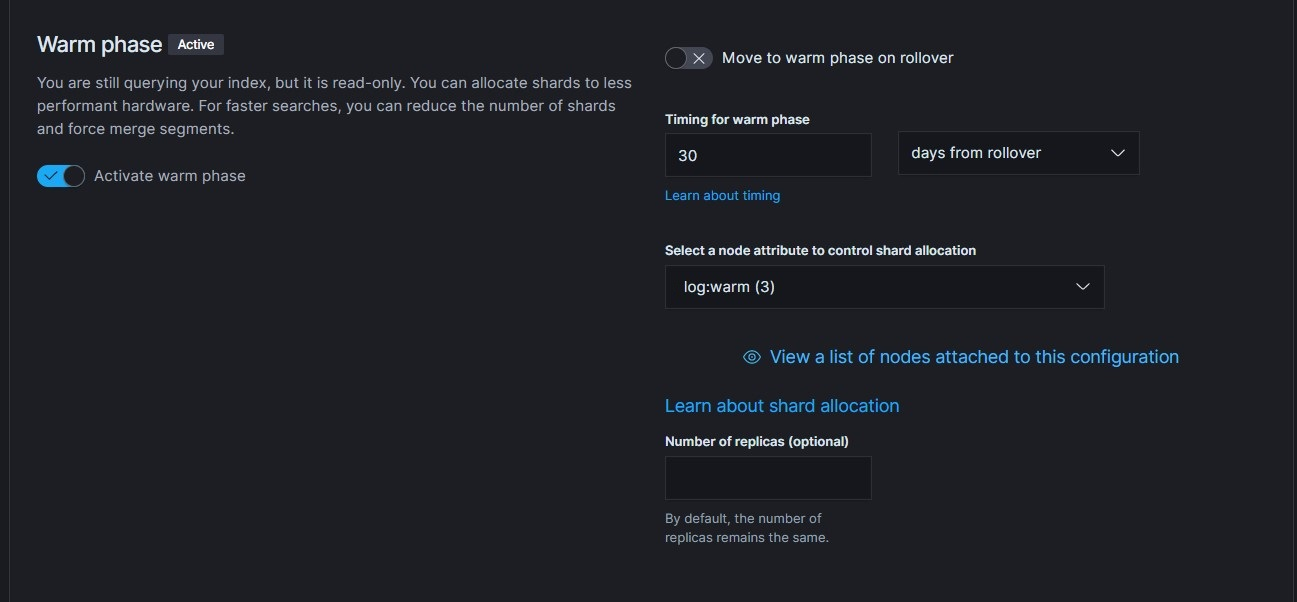 Warm phase Active
You are still querying your index, but it is read-only. You can allocate shards to less
performant hardware. For faster searches, you can reduce the number of shards
and force merge segments.
Activate warm phase
Move to warm phase on rollover
Timing for warm phase
30
days from rollover
Learn about timing
Select a node attribute to control shard allocation
log:warm (3)
View a list of nodes attached to this configuration
Learn about shard allocation
Number of replicas (optional)
By default, the number of
replicas remains the same.